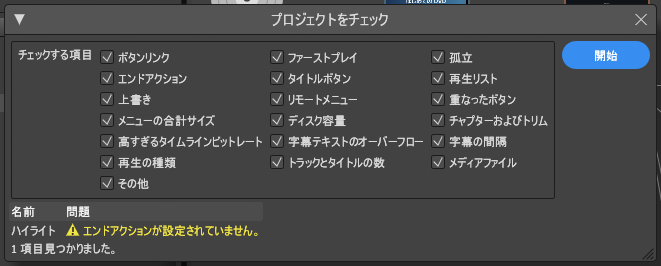 プロジェクトをチェック
チェックする項目
ボタンリンク ファーストプレイ 孤立
開始
エンドアクション タイトルボタン 再生リスト
上書き リモートメニュー 重なったボタン
メニューの合計サイズ ディスク容量 チャプターおよびトリム
高すぎるタイムラインビットレート 字幕テキストのオーバーフロー 字幕の間隔
再生の種類 トラックとタイトルの数 メディアファイル
その他
名前 問題
ハイライト エンドアクションが設定されていません。
1 項目見つかりました。